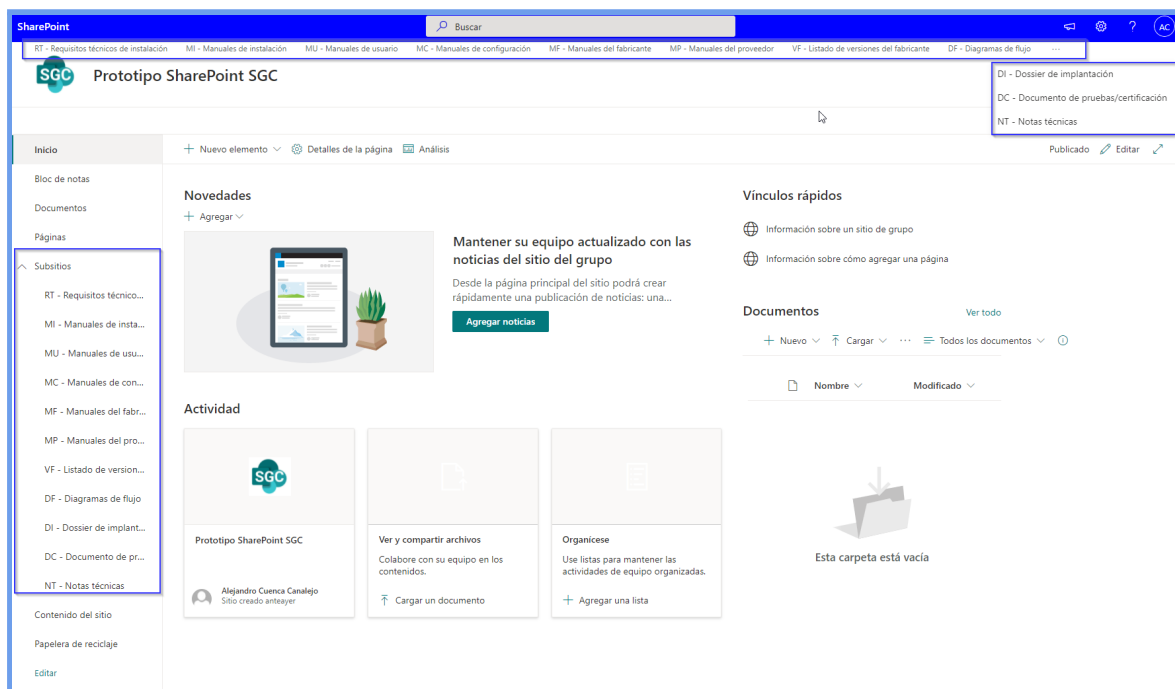 SharePoint
Buscar
?
AC
RT - Requisitos técnicos de instalación
MI - Manuales de instalación
MU - Manuales de usuario
MC - Manuales de configuración
MF - Manuales del fabricante
MP - Manuales del proveedor
VF - Listado de versiones del fabricante
DF - Diagramas de flujo
...
SGC
Prototipo SharePoint SGC
DI - Dossier de implantación
DC - Documento de pruebas/certificación
NT - Notas técnicas
Inicio
Bloc de notas
Documentos
Páginas
Subsitios
RT - Requisitos técnico...
MI - Manuales de insta...
MU - Manuales de usu...
MC - Manuales de con...
MF - Manuales del fabr...
MP - Manuales del pro...
VF - Listado de version...
DF - Diagramas de flujo
DI - Dossier de implant...
DC - Documento de pr...
NT - Notas técnicas
Contenido del sitio
Papelera de reciclaje
Editar
Nuevo elemento
Detalles de la página
Análisis
Publicado
Editar
Novedades
Agregar
Mantener su equipo actualizado con las
noticias del sitio del grupo
Desde la página principal del sitio podrá crear
rápidamente una publicación de noticias: una...
Agregar noticias
Actividad
SGC
Prototipo SharePoint SGC
Alejandro Cuenca Canalejo
Sitio creado anteayer
Ver y compartir archivos
Colabore con su equipo en los
contenidos.
Cargar un documento
Organícese
Use listas para mantener las
actividades de equipo organizadas.
Agregar una lista
Vínculos rápidos
Información sobre un sitio de grupo
Información sobre cómo agregar una página
Documentos
Ver todo
Nuevo
Cargar
...
Todos los documentos
Nombre
Modificado
Esta carpeta está vacía